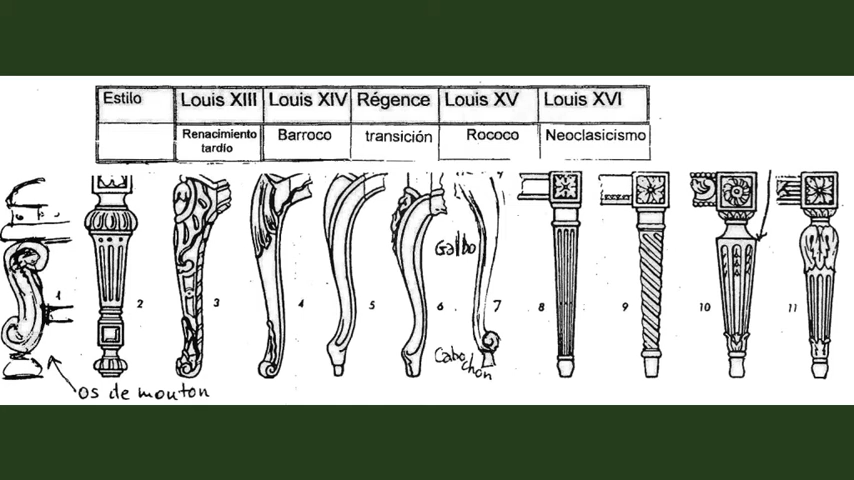 Estilo Louis XIII Louis XIV Régence Louis XV Louis XVI
Renacimiento tardío Barroco transición Rococo Neoclasicismo
Galbo
1 2 3 4 5 6 7 8 9 10 11
Cabochon
os de mouton